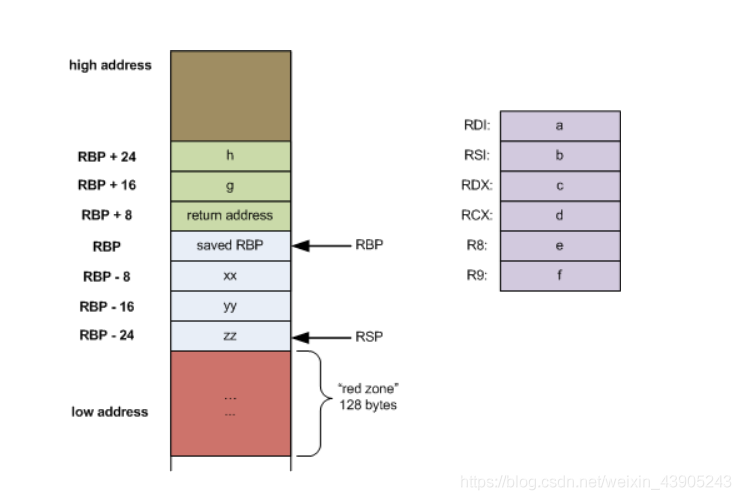 high address
RBP + 24 h
RBP + 16 g
RBP + 8 return address
RBP saved RBP RBP
RBP - 8 xx
RBP - 16 yy
RBP - 24 zz RSP
...
...
"red zone"
128 bytes
low address
RDI: a
RSI: b
RDX: c
RCX: d
R8: e
R9: f
https://blog.csdn.net/weixin_43905243